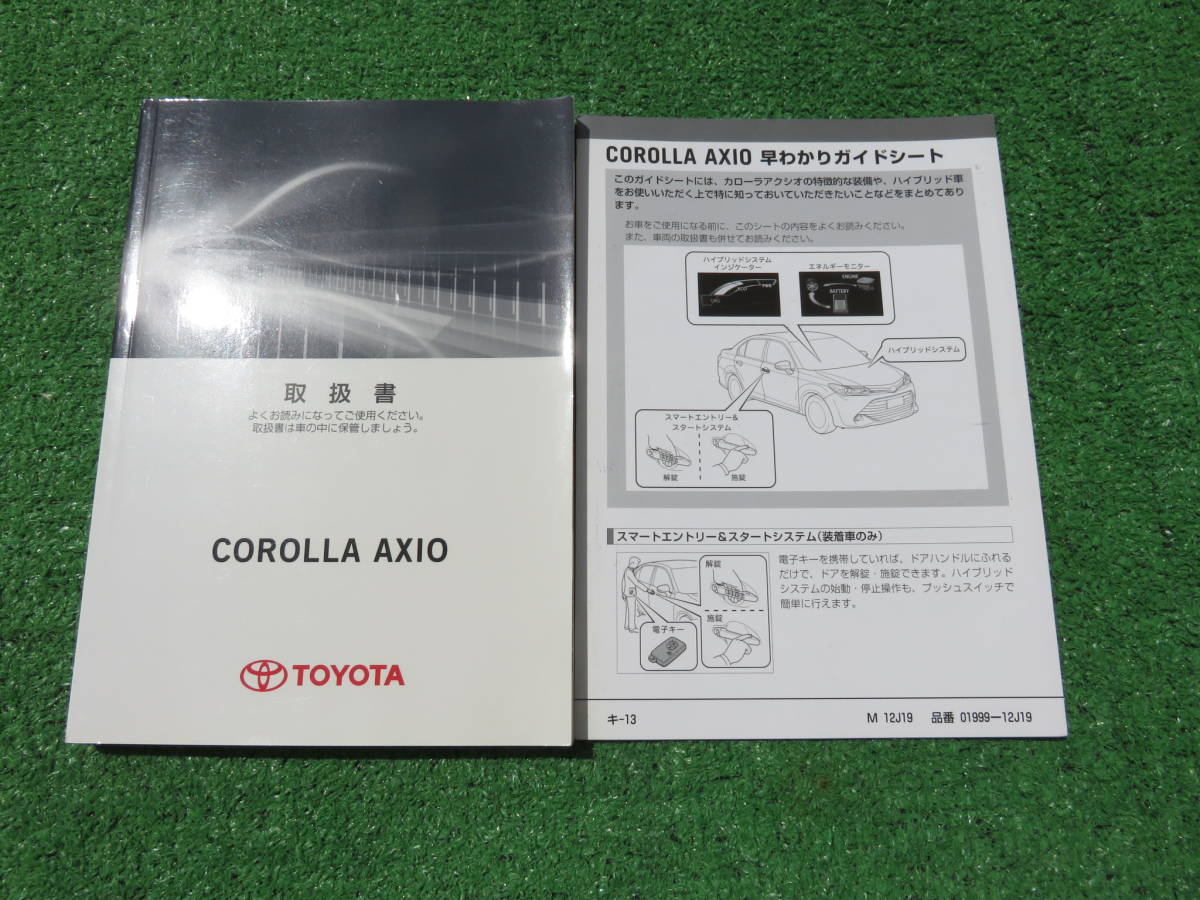 取扱書
よくお読みになってご使用ください。
取扱書は車の中に保管しましょう。
COROLLA AXIO
TOYOTA
COROLLA AXIO 早わかりガイドシート
このガイドシートには、カローラアクシオの特徴的な装備や、ハイブリッド車
をお使いいただく上で特に知っておいていただきたいことなどをまとめてあり
ます。
お車をご使用になる前に、このシートの内容をよくお読みください。
また、車両の取扱書も併せてお読みください。
ハイブリッドシステム
インジケーター
エネルギーモニター
CHG
ECO
PWR
ENGINE
BATTERY
ハイブリッドシステム
スマートエントリー&
スタートシステム
解錠
施錠
スマートエントリー&スタートシステム(装着車のみ)
解錠
施錠
電子キー
電子キーを携帯していれば、ドアハンドルにふれる
だけで、ドアを解錠・施錠できます。ハイブリッド
システムの始動・停止操作も、プッシュスイッチで
簡単に行えます。
キ-13
M 12J19 品番 01999ー12J19